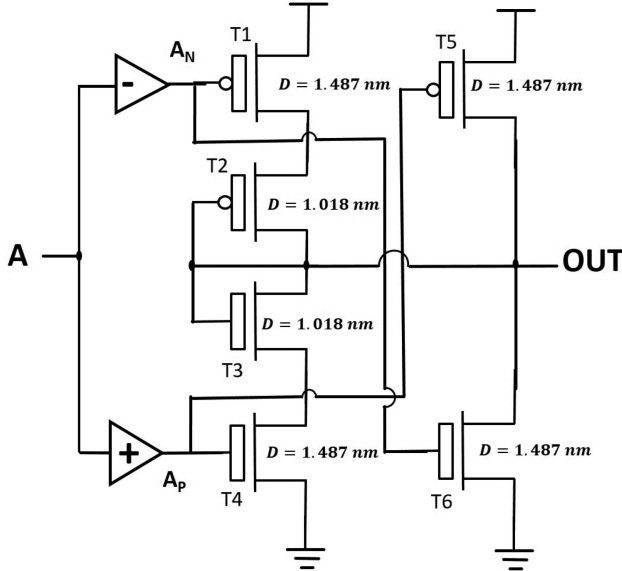 T1
A_N
T5
-
D = 1.487 nm
D = 1.487 nm
T2
D = 1.018 nm
A
OUT
D = 1.018 nm
T3
+
D = 1.487 nm
D = 1.487 nm
A_P
T4
T6